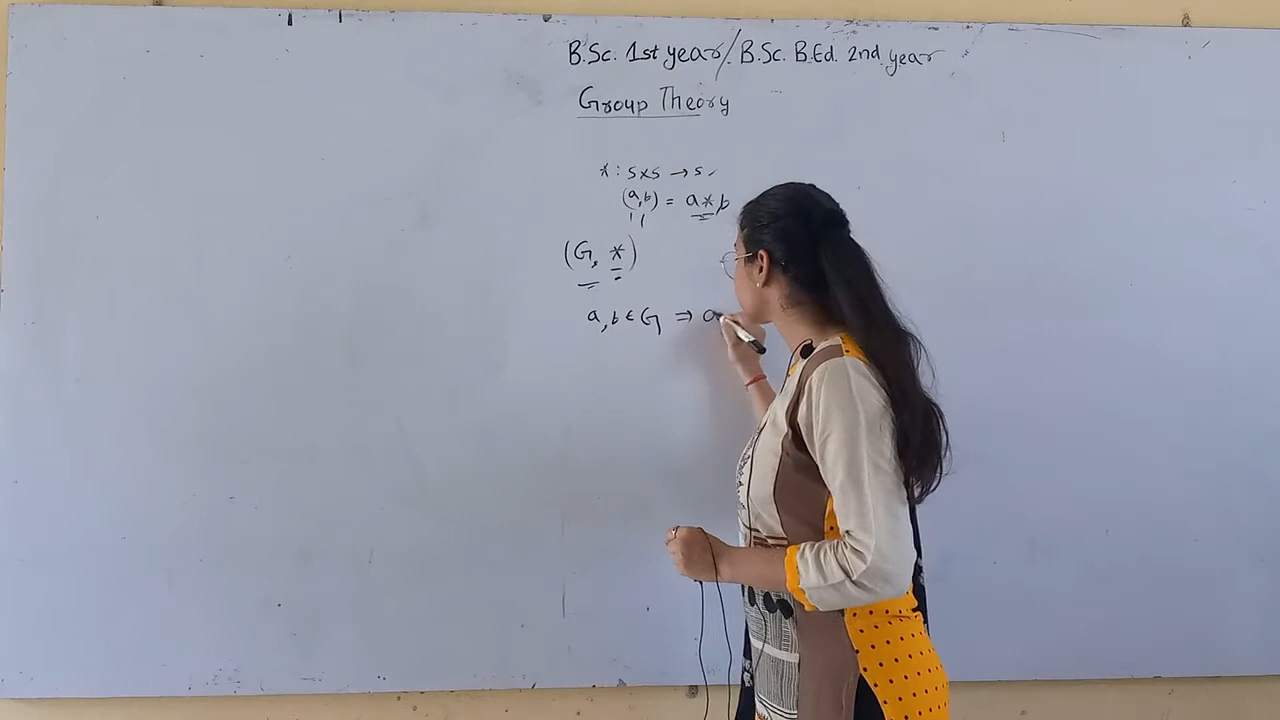 B.Sc. 1st year/B.Sc. B.Ed. 2nd year
Group Theory
* : S×S → S
(a,b) = a*b
(G, *)
a,b ∈ G ⇒ a